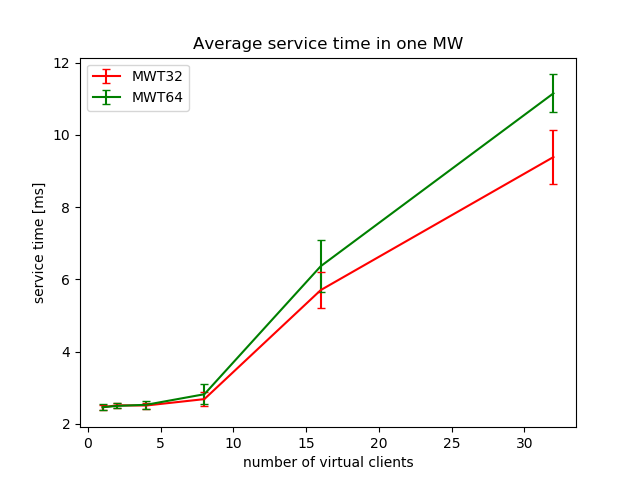 Average service time in one MW
MWT32
MWT64
12
10
8
6
4
2
service time [ms]
0
5
10
15
20
25
30
number of virtual clients